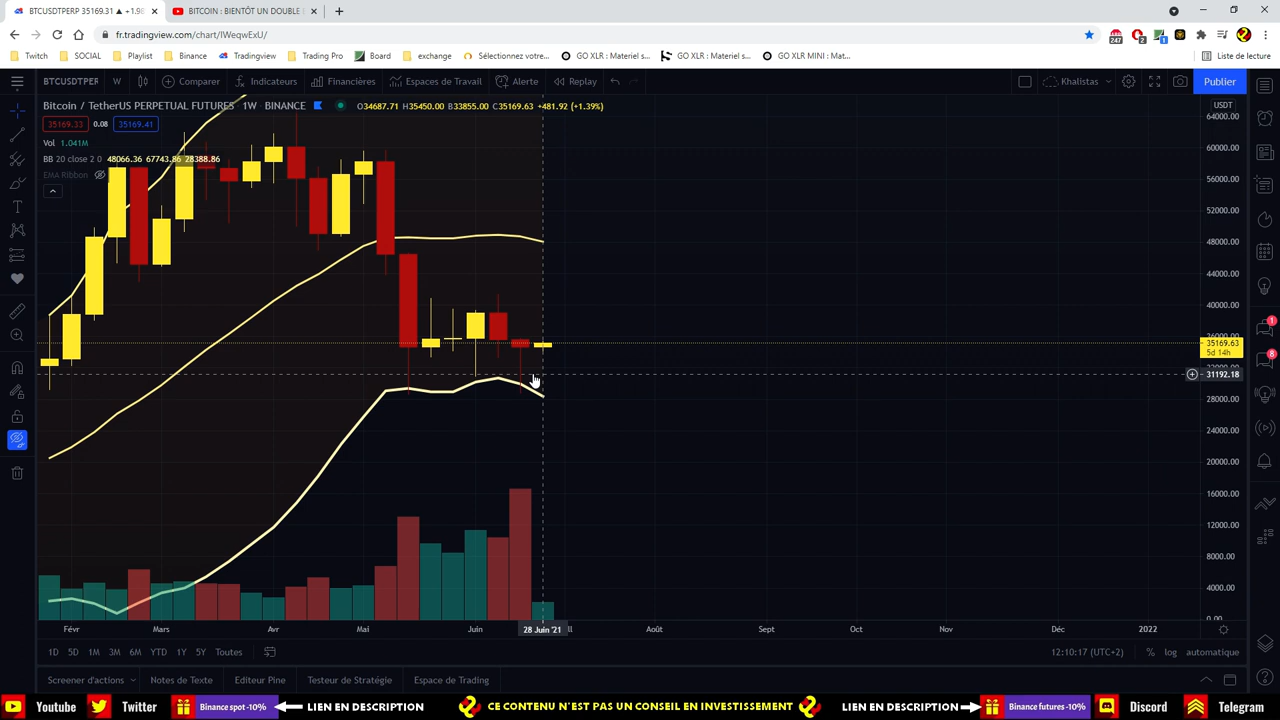 BTCUSDTPERP 35169.31 ▲ +1.98
BITCOIN : BIENTÔT UN DOUBLE
fr.tradingview.com/chart/IWeqwExU/
247
2
1
Twitch
SOCIAL
Playlist
Binance
Tradingview
Trading Pro
Board
exchange
Sélectionnez votre...
GO XLR : Materiel s...
GO XLR : Materiel s...
GO XLR MINI : Mat...
Liste de lecture
BTCUSDTPERP
W
Comparer
Indicateurs
Financières
Espaces de Travail
Alerte
Replay
Khalistas
Publier
Bitcoin / TetherUS PERPETUAL FUTURES 1W BINANCE
O34687.71 H35450.00 B33855.00 C35169.63 +481.92 (+1.39%)
35169.33 0.08 35169.41
Vol 1.041M
BB 20 close 2 0 48066.36 67743.86 28388.86
EMA Ribbon
USDT
64000.00
60000.00
56000.00
52000.00
48000.00
44000.00
40000.00
36000.00
35169.63
5d 14h
31192.18
28000.00
24000.00
20000.00
16000.00
12000.00
8000.00
4000.00
0.00
1
8
Févr
Mars
Avr
Mai
Juin
28 Juin '21
Août
Sept
Oct
Nov
Déc
2022
1D 5D 1M 3M 6M YTD 1Y 5Y Toutes
12:10:17 (UTC+2)
% log automatique
Screener d'actions
Notes de Texte
Editeur Pine
Testeur de Stratégie
Espace de Trading
Youtube
Twitter
Binance spot -10%
LIEN EN DESCRIPTION
CE CONTENU N'EST PAS UN CONSEIL EN INVESTISSEMENT
LIEN EN DESCRIPTION
Binance futures -10%
Discord
Telegram